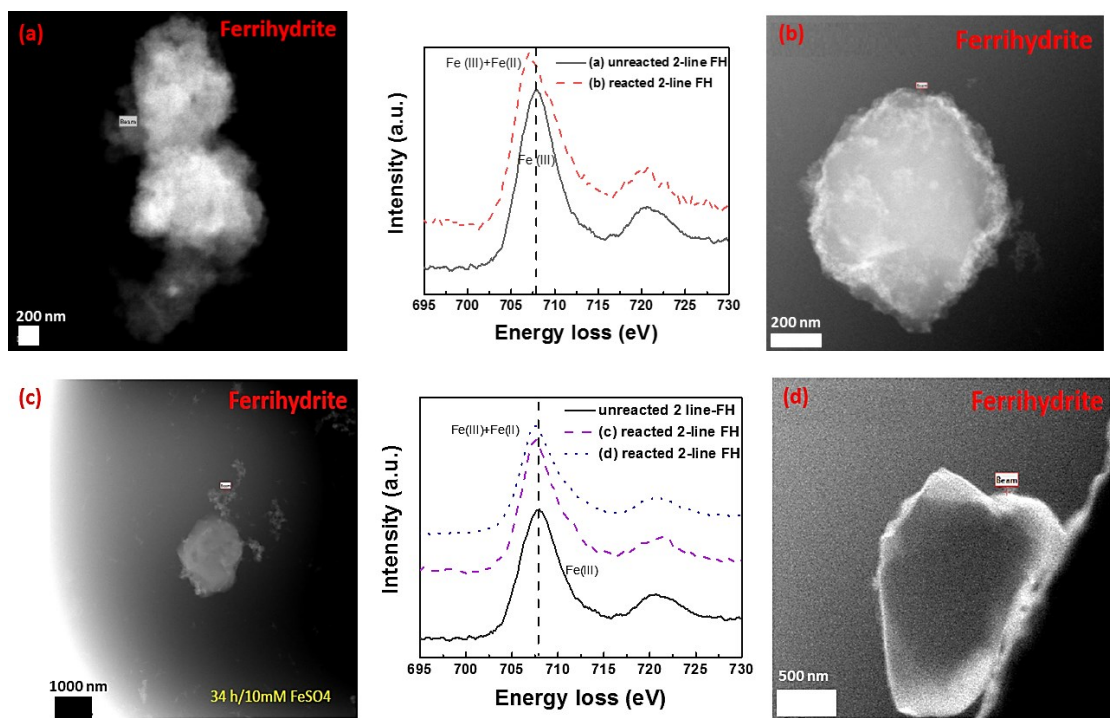 (a)
Ferrihydrite
Beam
200 nm
Fe (III)+Fe(II)
(a) unreacted 2-line FH
(b) reacted 2-line FH
Fe (III)
Intensity (a.u.)
695 700 705 710 715 720 725 730
Energy loss (eV)
(b)
Ferrihydrite
Beam
200 nm
(c)
Ferrihydrite
Beam
1000 nm
34 h/10mM FeSO4
Fe(III)+Fe(II)
unreacted 2 line-FH
(c) reacted 2-line FH
(d) reacted 2-line FH
Fe(III)
Intensity (a.u.)
695 700 705 710 715 720 725 730
Energy loss (eV)
(d)
Ferrihydrite
Beam
500 nm